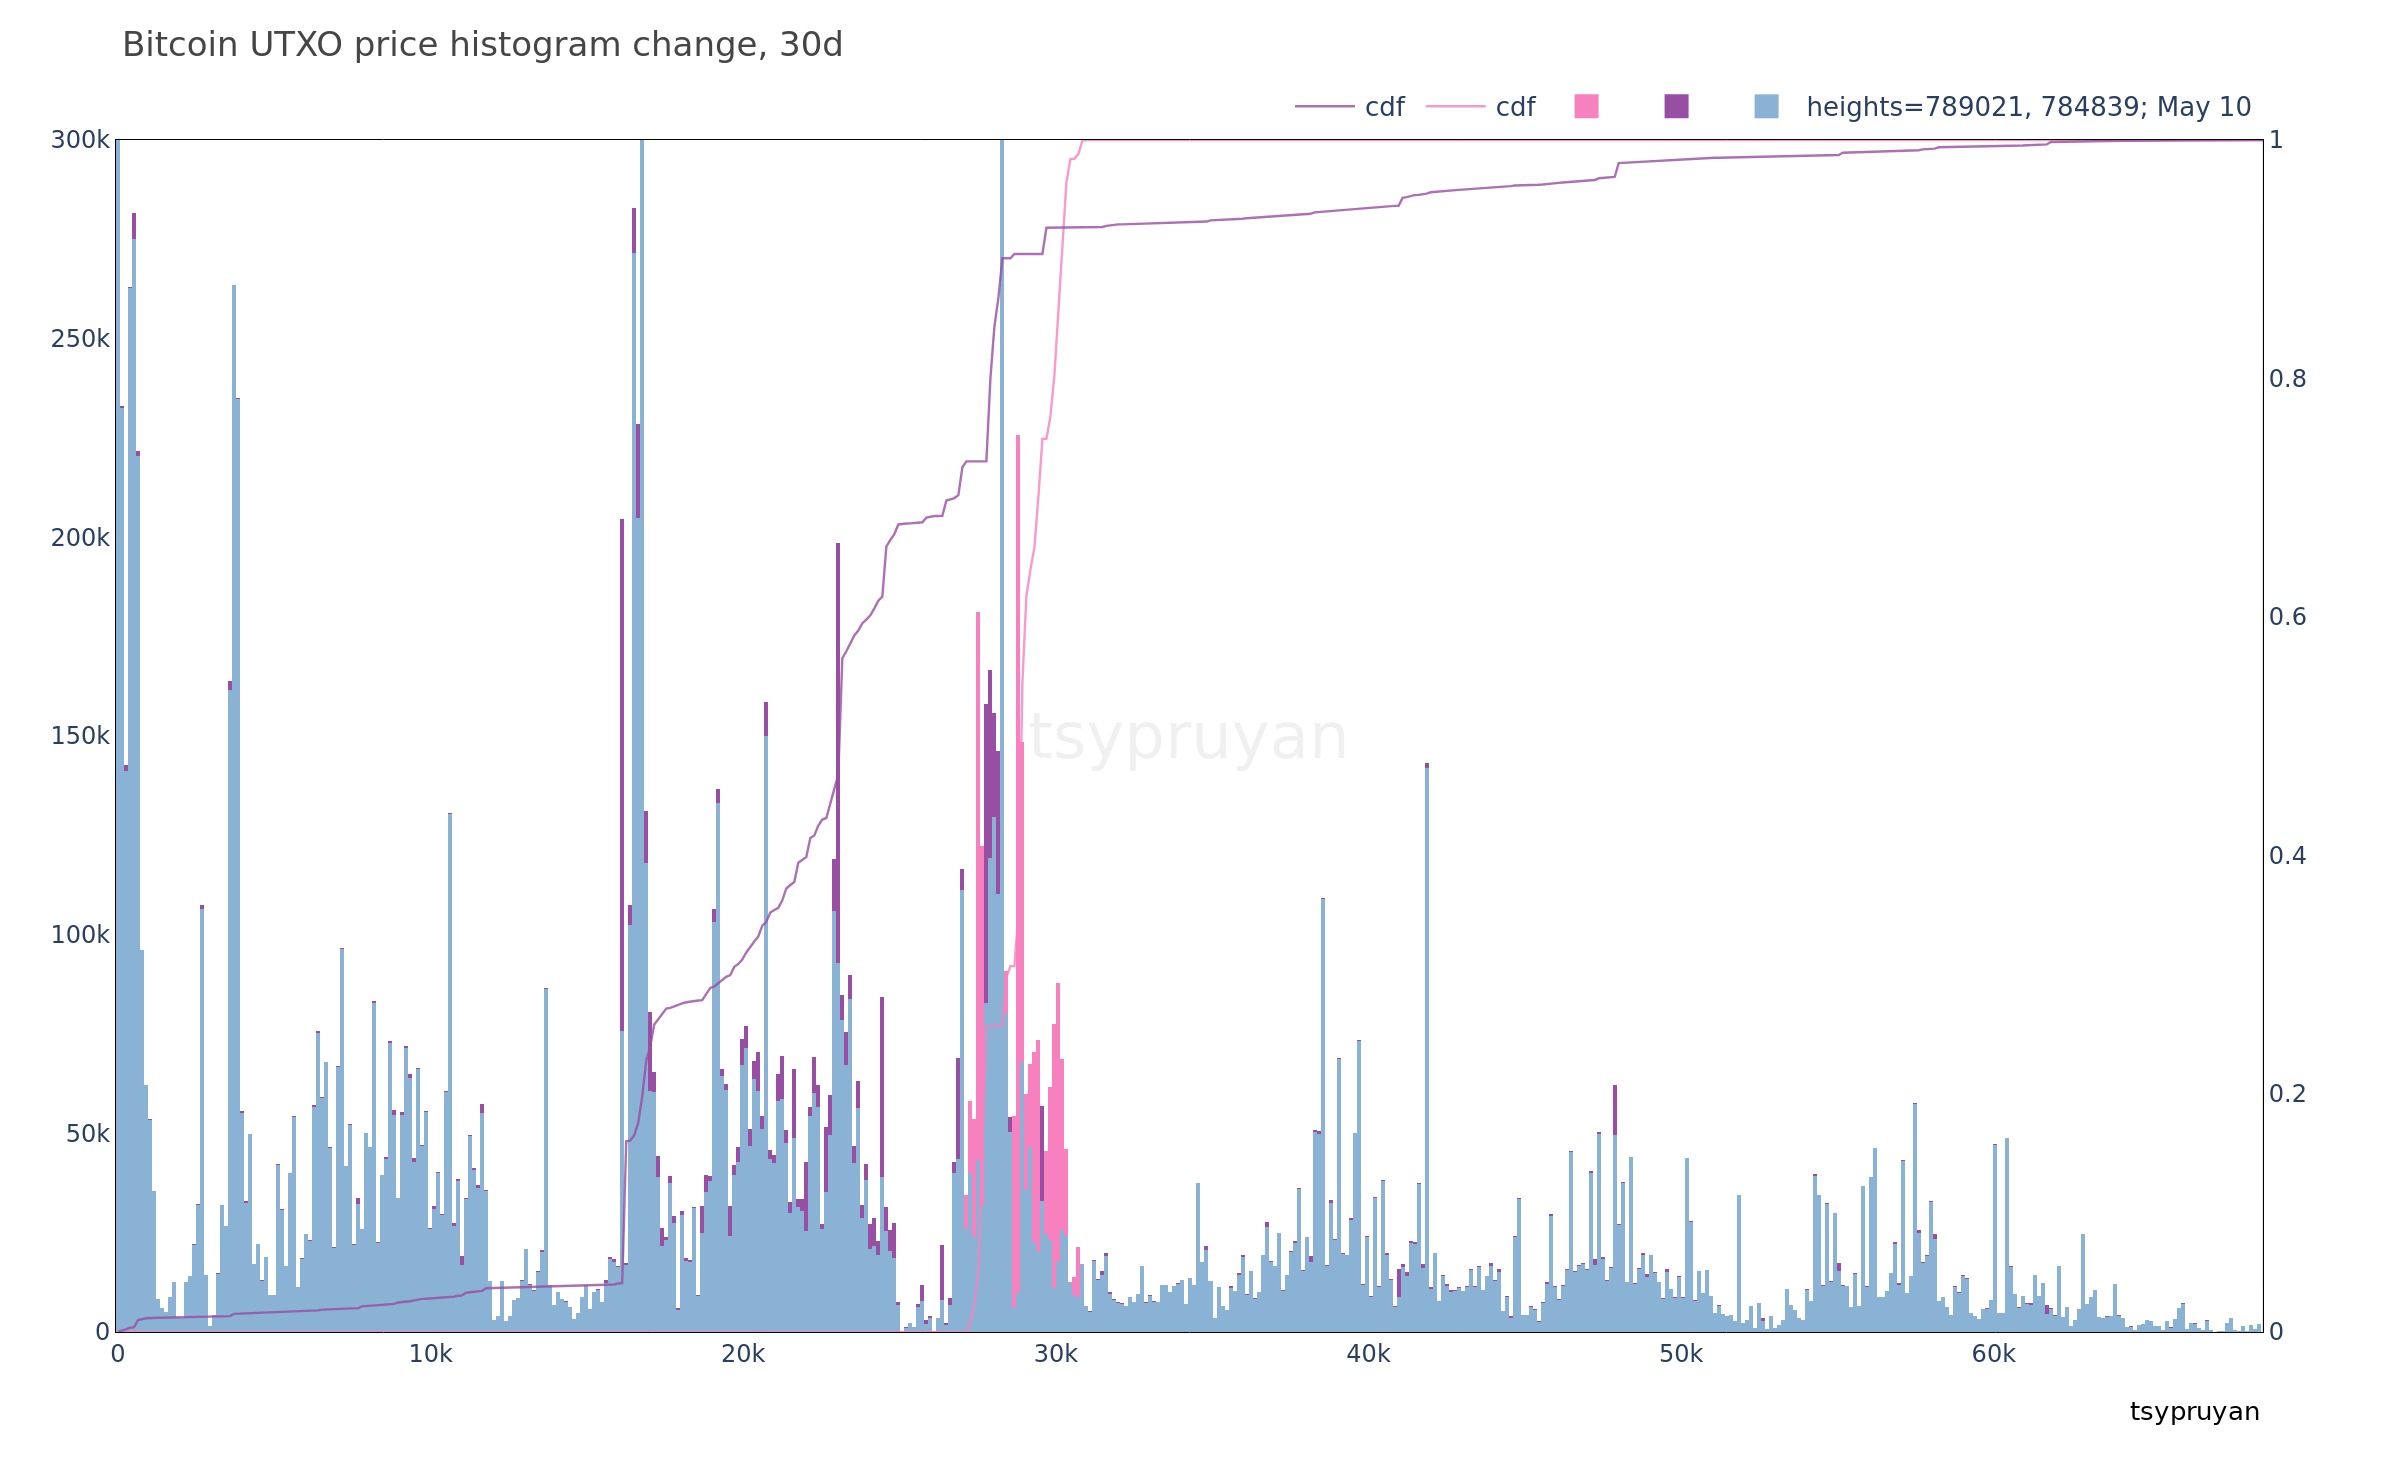 Bitcoin UTXO price histogram change, 30d
cdf cdf heights=789021, 784839; May 10
300k
250k
200k
150k
100k
50k
0
1
0.8
0.6
0.4
0.2
0
tsypruyan
0 10k 20k 30k 40k 50k 60k
tsypruyan